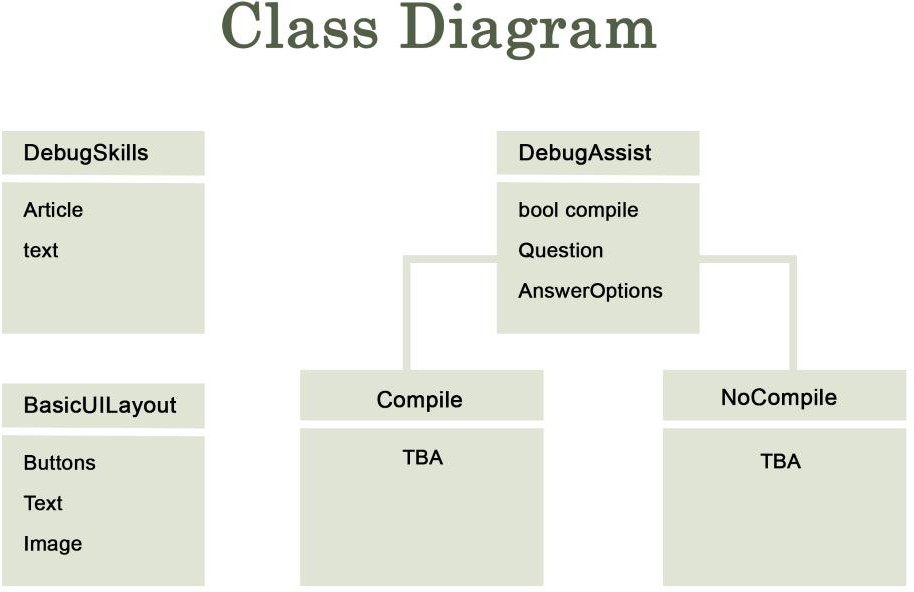 Class Diagram
DebugSkills
Article
text
DebugAssist
bool compile
Question
AnswerOptions
BasicUILayout
Buttons
Text
Image
Compile
TBA
NoCompile
TBA